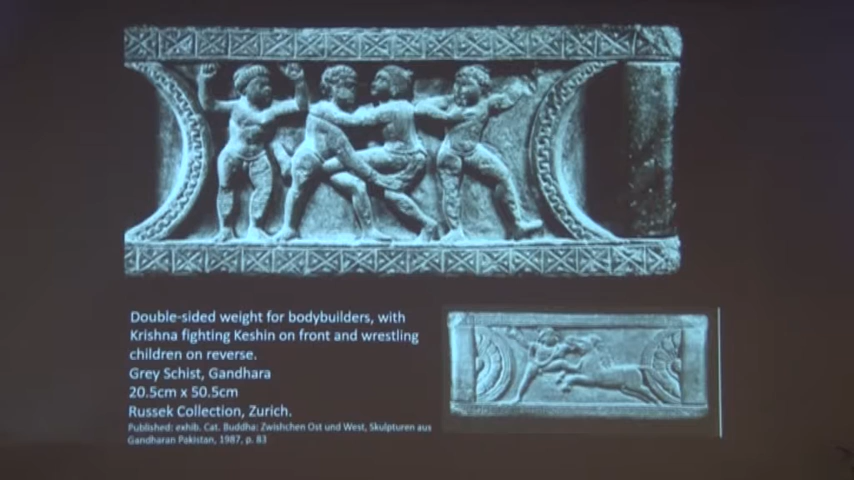 Double-sided weight for bodybuilders, with
Krishna fighting Keshin on front and wrestling
children on reverse.
Grey Schist, Gandhara
20.5cm x 50.5cm
Russek Collection, Zurich.
Published: exhib. Cat. Buddha: Zwishchen Ost und West, Skulpturen aus
Gandharan Pakistan, 1987, p. 83